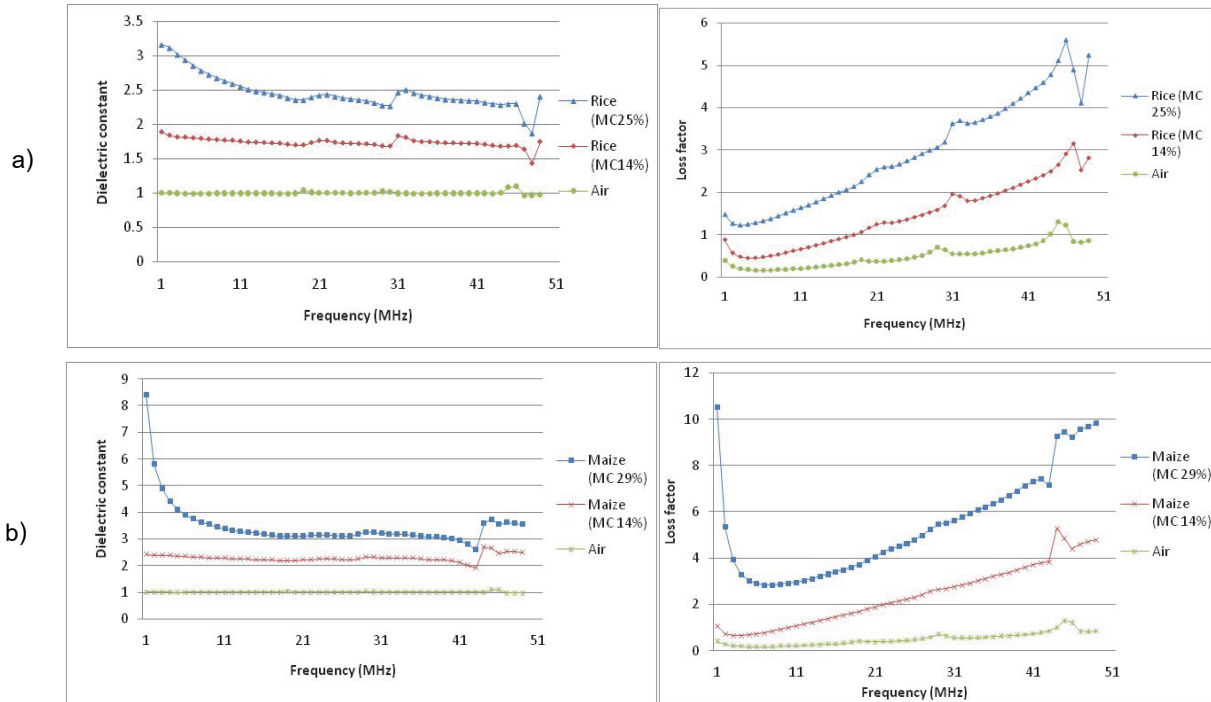 a)
3.5
3
2.5
2
1.5
1
0.5
0
Dielectric constant
1 11 21 31 41 51
Frequency (MHz)
Rice
(MC25%)
Rice
(MC14%)
Air
6
5
4
3
2
1
0
Loss factor
1 11 21 31 41 51
Frequency (MHz)
Rice (MC
25%)
Rice (MC
14%)
Air
b)
9
8
7
6
5
4
3
2
1
0
Dielectric constant
1 11 21 31 41 51
Frequency (MHz)
Maize
(MC 29%)
Maize
(MC 14%)
Air
12
10
8
6
4
2
0
Loss factor
1 11 21 31 41 51
Frequency (MHz)
Maize
(MC 29%)
Maize
(MC 14%)
Air